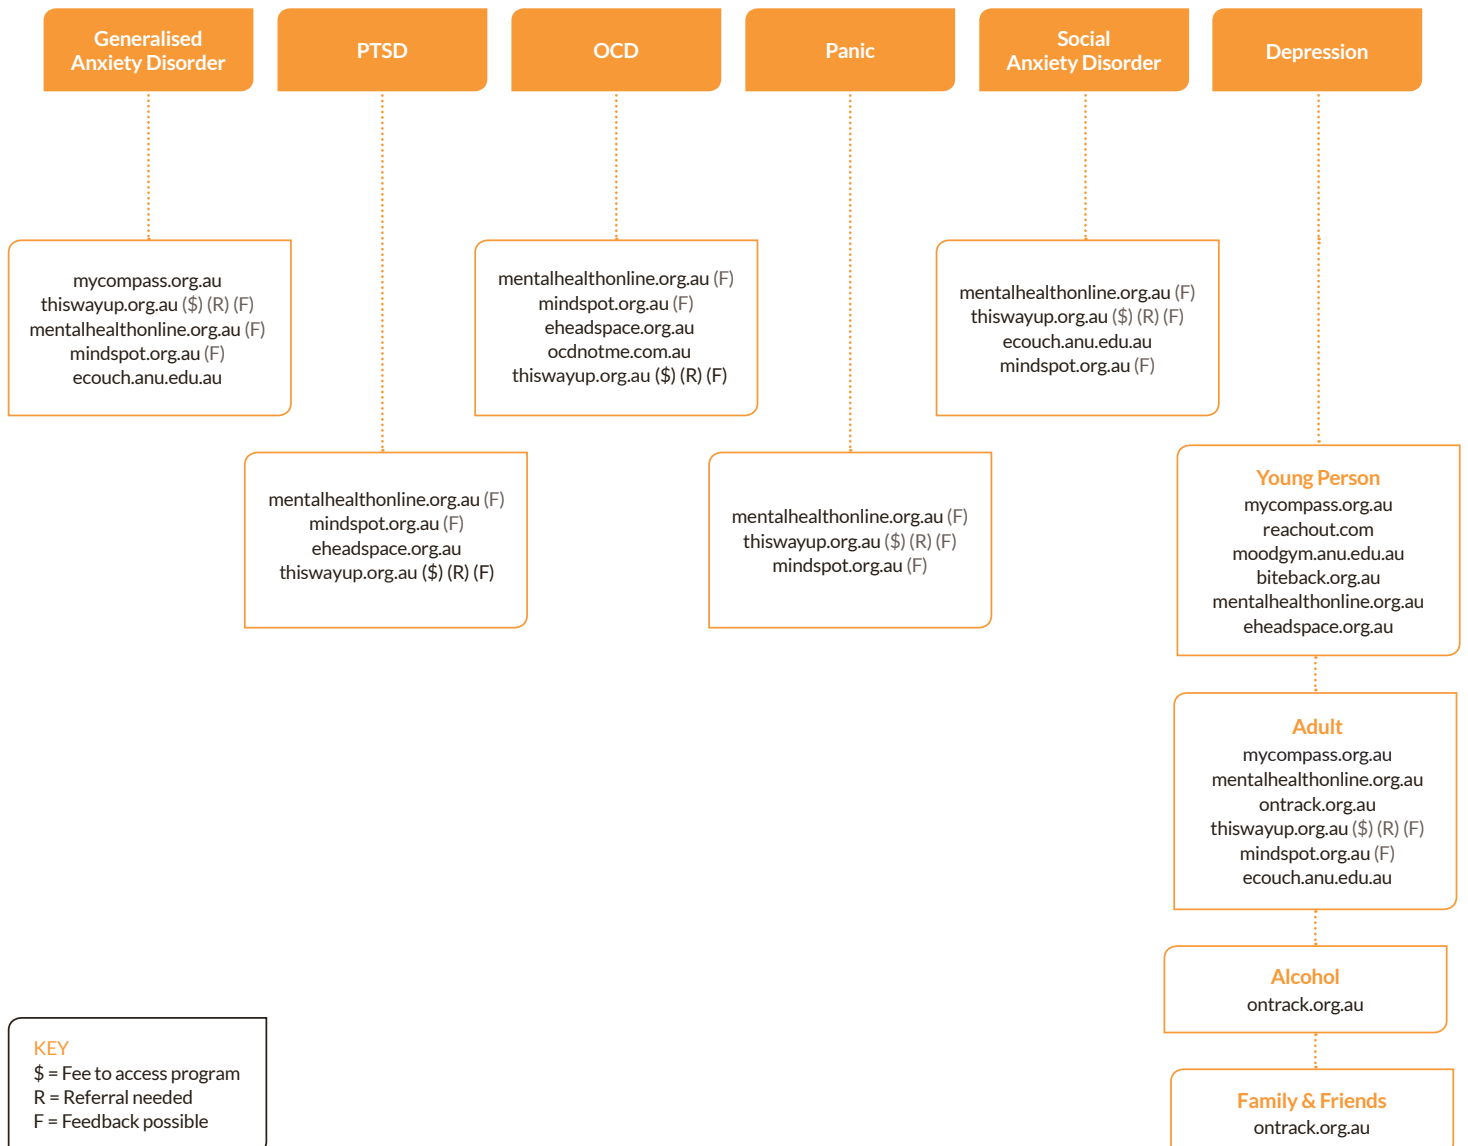 Generalised
Anxiety Disorder
PTSD
OCD
Panic
Social
Anxiety Disorder
Depression
mycompass.org.au
thiswayup.org.au ($) (R) (F)
mentalhealthonline.org.au (F)
mindspot.org.au (F)
ecouch.anu.edu.au
mentalhealthonline.org.au (F)
mindspot.org.au (F)
eheadspace.org.au
ocdnotme.com.au
thiswayup.org.au ($) (R) (F)
mentalhealthonline.org.au (F)
thiswayup.org.au ($) (R) (F)
ecouch.anu.edu.au
mindspot.org.au (F)
mentalhealthonline.org.au (F)
mindspot.org.au (F)
eheadspace.org.au
thiswayup.org.au ($) (R) (F)
mentalhealthonline.org.au (F)
thiswayup.org.au ($) (R) (F)
mindspot.org.au (F)
Young Person
mycompass.org.au
reachout.com
moodgym.anu.edu.au
biteback.org.au
mentalhealthonline.org.au
eheadspace.org.au
Adult
mycompass.org.au
mentalhealthonline.org.au
ontrack.org.au
thiswayup.org.au ($) (R) (F)
mindspot.org.au (F)
ecouch.anu.edu.au
Alcohol
ontrack.org.au
Family & Friends
ontrack.org.au
KEY
$ = Fee to access program
R = Referral needed
F = Feedback possible